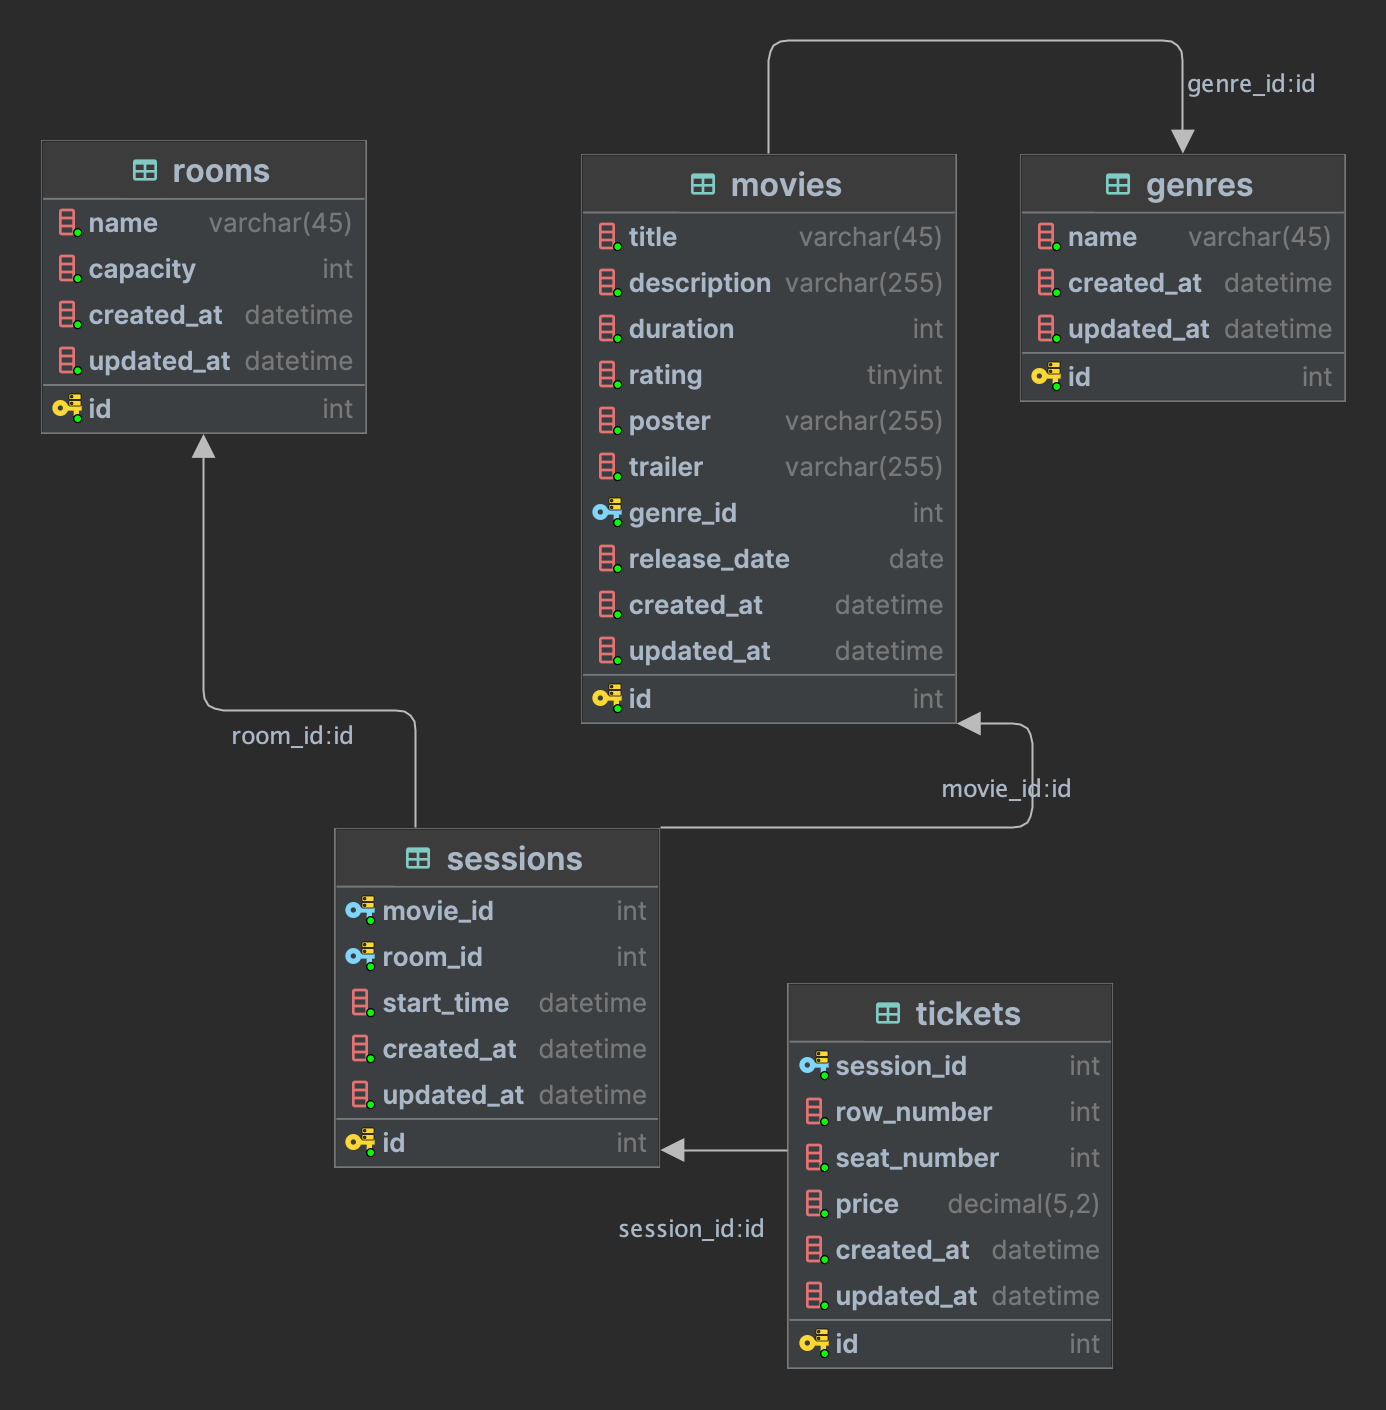 genre_id:id
rooms
name varchar(45)
capacity int
created_at datetime
updated_at datetime
id int
movies
title varchar(45)
description varchar(255)
duration int
rating tinyint
poster varchar(255)
trailer varchar(255)
genre_id int
release_date date
created_at datetime
updated_at datetime
id int
genres
name varchar(45)
created_at datetime
updated_at datetime
id int
room_id:id
movie_id:id
sessions
movie_id int
room_id int
start_time datetime
created_at datetime
updated_at datetime
id int
session_id:id
tickets
session_id int
row_number int
seat_number int
price decimal(5,2)
created_at datetime
updated_at datetime
id int